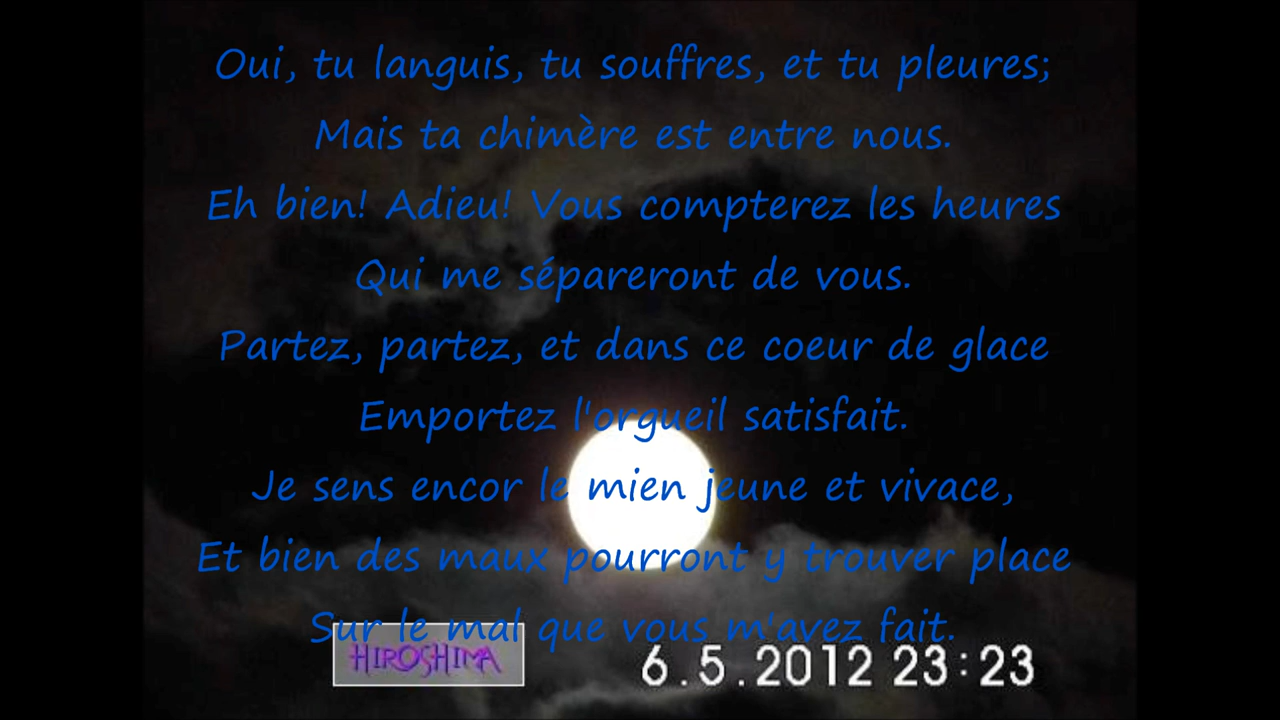 Oui, tu languis, tu souffres, et tu pleures;
Mais ta chimère est entre nous.
Eh bien! Adieu! Vous compterez les heures
Qui me sépareront de vous.
Partez, partez, et dans ce coeur de glace
Emportez l'orgueil satisfait.
Je sens encor le mien jeune et vivace,
Et bien des maux pourront y trouver place
Sur le mal que vous m'avez fait.
HIROSHIMA
6.5.2012 23:23